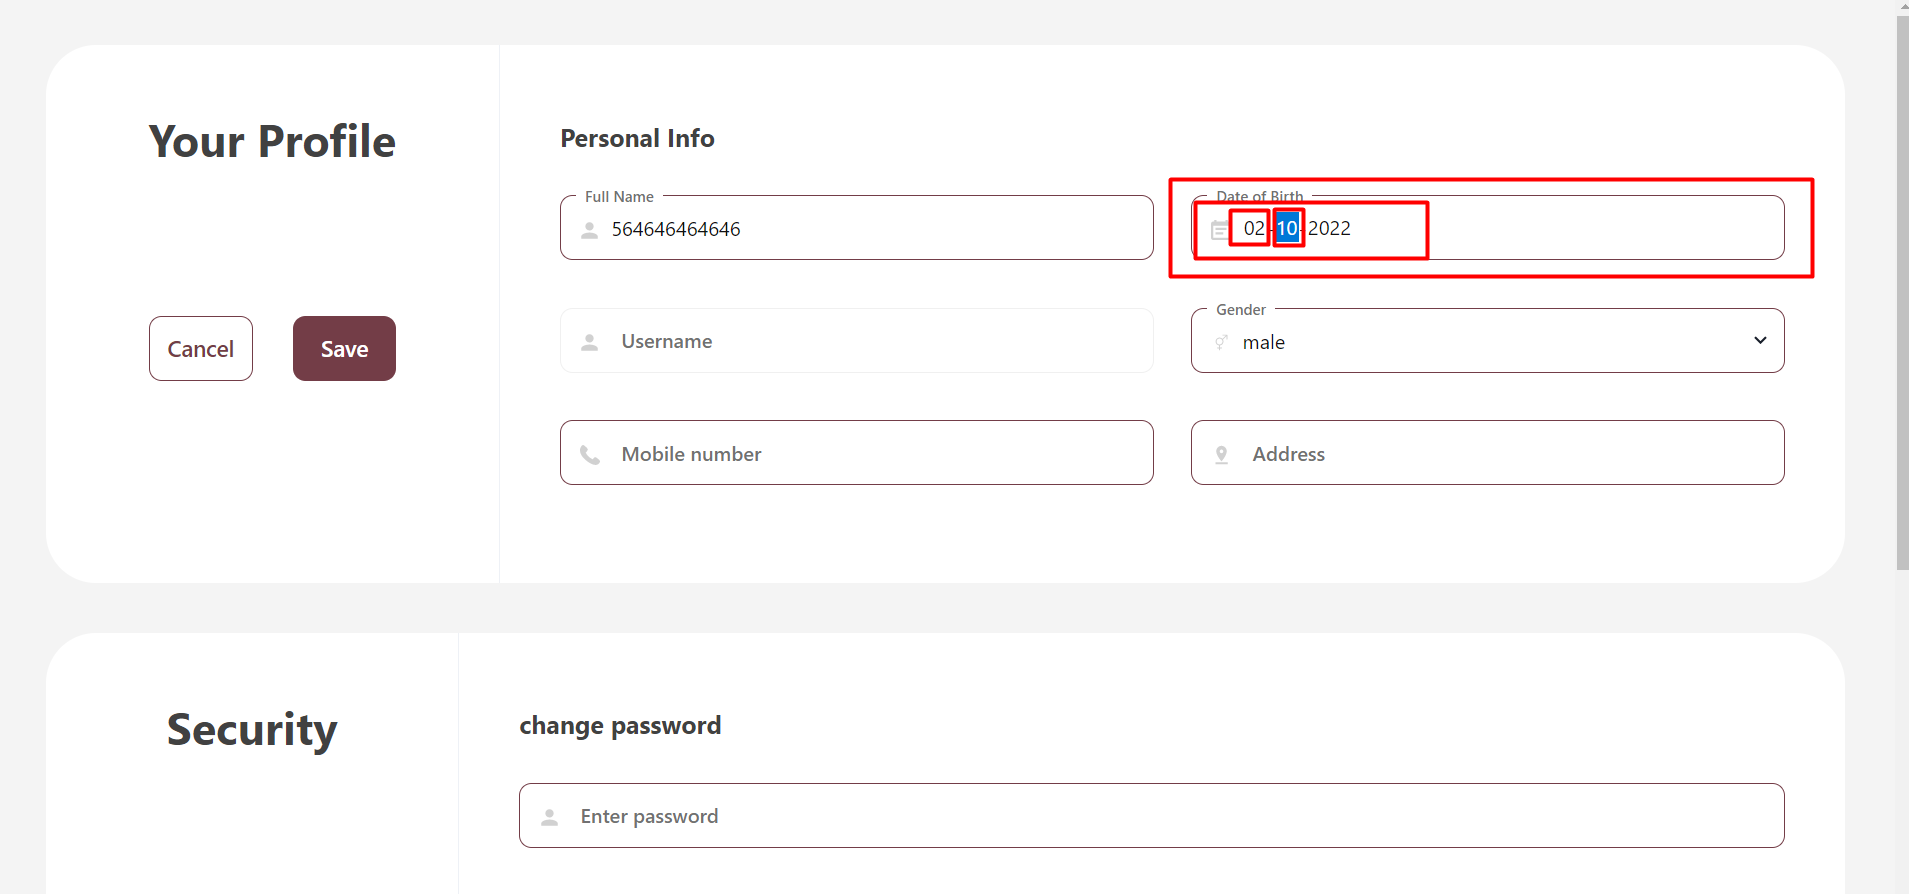 Your Profile
Cancel
Save
Personal Info
Full Name
564646464646
Date of Birth
02-10-2022
Username
Gender
male
Mobile number
Address
Security
change password
Enter password